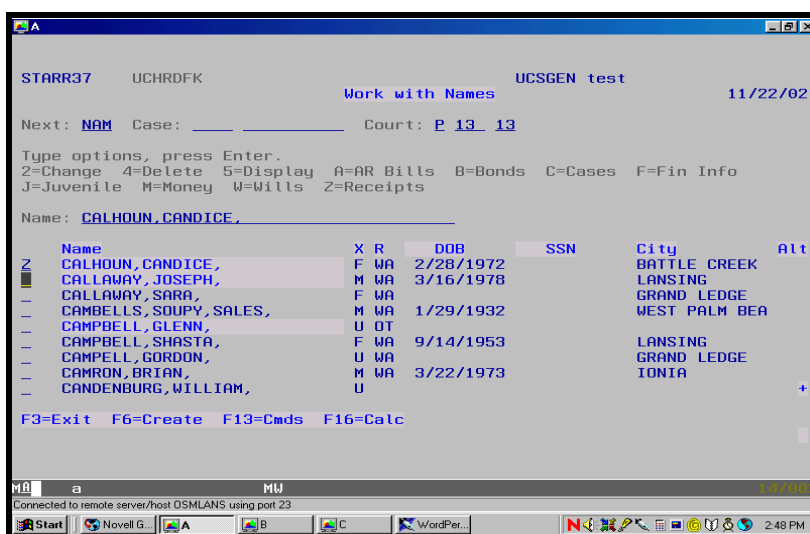 A
STARR37 UCHRDFK UCSGEN test
Work with Names 11/22/02
Next: NAM Case: ____ __________ Court: P 13_ 13
Type options, press Enter.
2=Change 4=Delete 5=Display A=AR Bills B=Bonds C=Cases F=Fin Info
J=Juvenile M=Money W=Wills Z=Receipts
Name: CALHOUN,CANDICE,
Name X R DOB SSN City Alt
Z CALHOUN,CANDICE, F WA 2/28/1972 BATTLE CREEK
CALLAWAY,JOSEPH, M WA 3/16/1978 LANSING
_ CALLAWAY,SARA, F WA GRAND LEDGE
_ CAMBELLS,SOUPY,SALES, M WA 1/29/1932 WEST PALM BEA
_ CAMPBELL,GLENN, U OT
_ CAMPBELL,SHASTA, F WA 9/14/1953 LANSING
_ CAMPELL,GORDON, U WA GRAND LEDGE
_ CAMRON,BRIAN, M WA 3/22/1973 IONIA
_ CANDENBURG,WILLIAM, U +
F3=Exit F6=Create F13=Cmds F16=Calc
MA a MW 14/00
Connected to remote server/host OSMLANS using port 23
Start Novell G... A B C WordPer... 2:48 PM